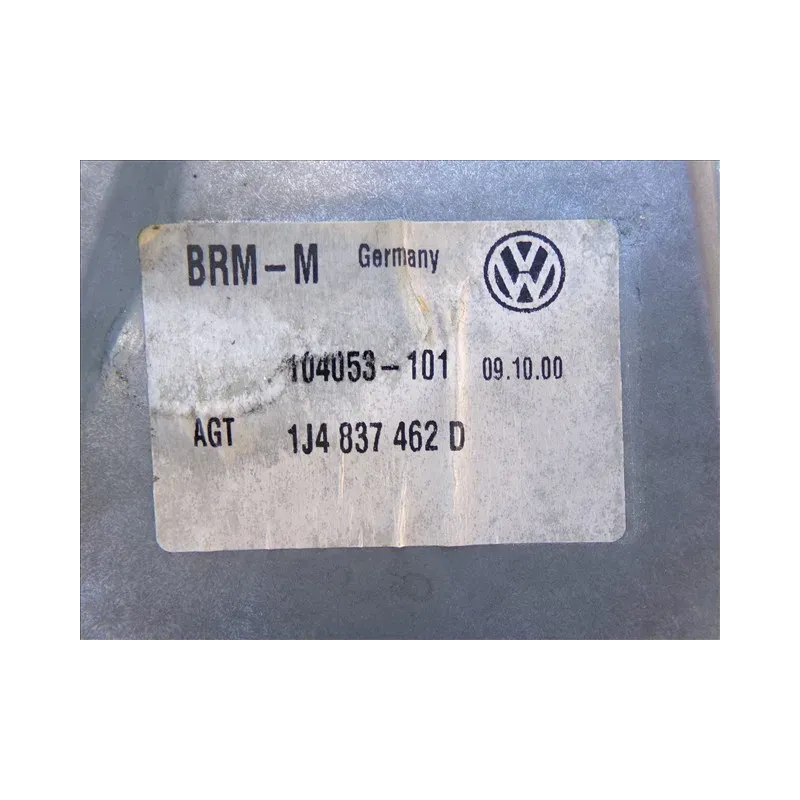 BRM-M Germany
104053-101 09.10.00
AGT 1J4 837 462 D